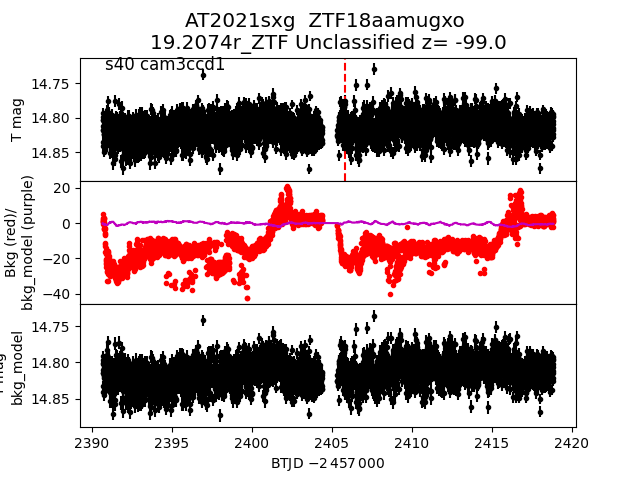 AT2021sxg  ZTF18aamugxo
19.2074r_ZTF Unclassified z= -99.0
s40 cam3ccd1
14.75
14.80
14.85
T mag
20
0
−20
−40
Bkg (red)/
bkg_model (purple)
14.75
14.80
14.85
bkg_model
2390
2395
2400
2405
2410
2415
2420
BTJD −2 457 000